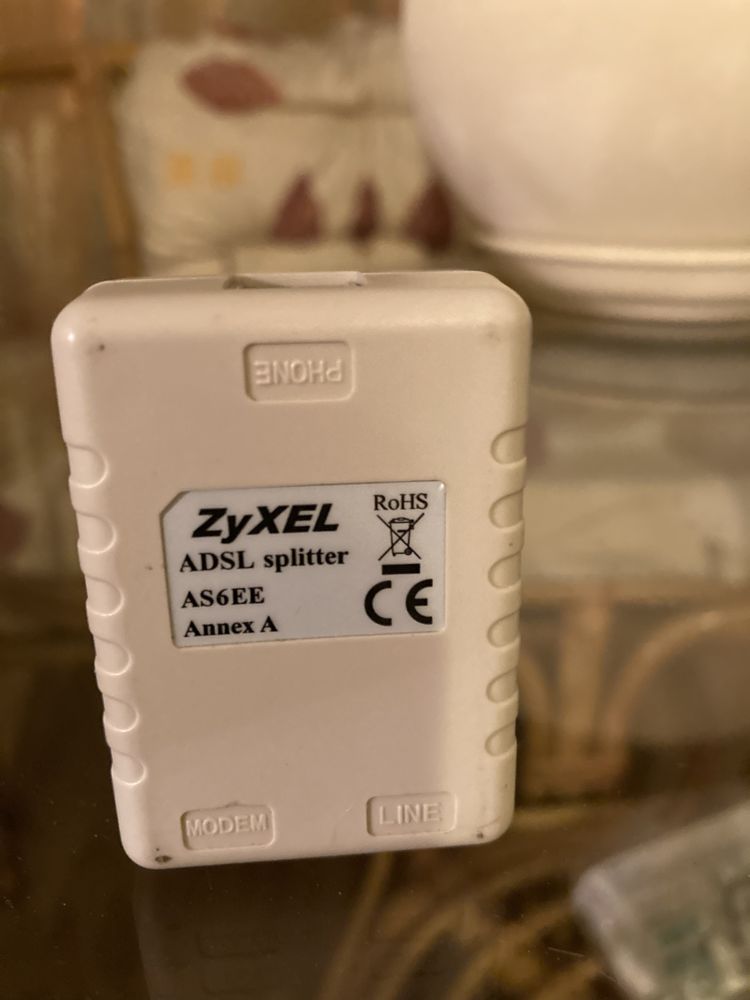 PHONE
ZyXEL
RoHS
ADSL splitter
AS6EE
Annex A
CE
MODEM
LINE